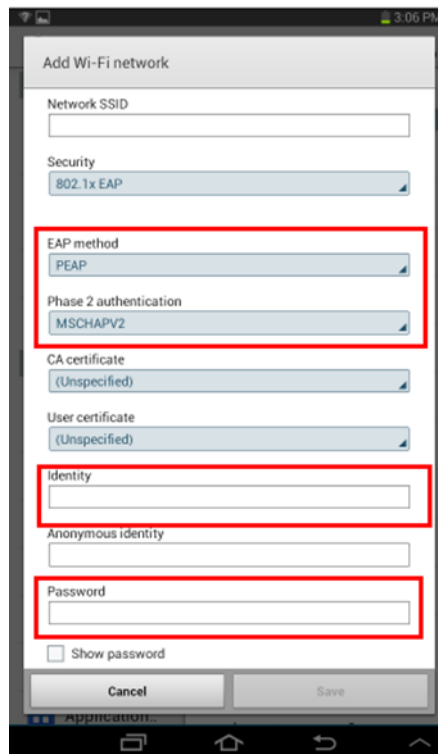 3:06 PM
Add Wi-Fi network
Network SSID
Security
802.1x EAP
EAP method
PEAP
Phase 2 authentication
MSCHAPV2
CA certificate
(Unspecified)
User certificate
(Unspecified)
Identity
Anonymous identity
Password
Show password
Cancel Save
Application..